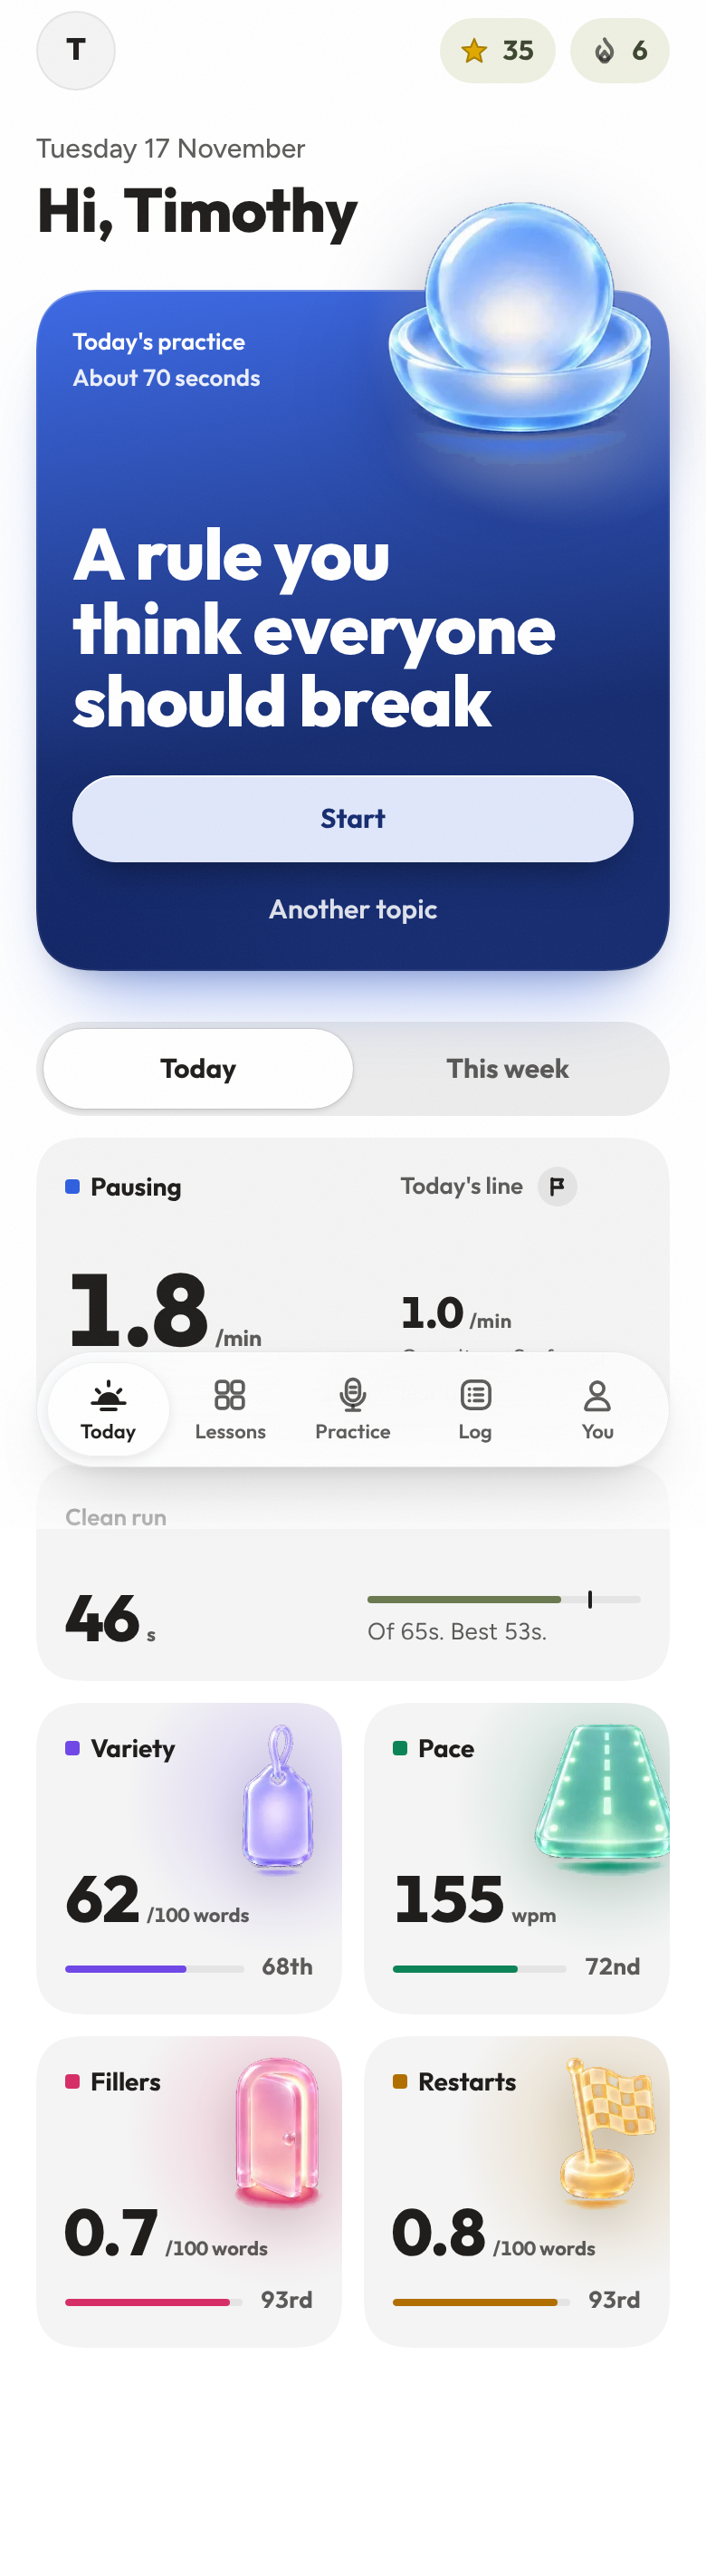 T
35
6
Tuesday 17 November
Hi, Timothy
Today's practice
About 70 seconds
A rule you
think everyone
should break
Start
Another topic
Today
This week
Pausing
Today's line
1.8 /min
1.0 /min
Today
Lessons
Practice
Log
You
Clean run
46 s
Of 65s. Best 53s.
Variety
62 /100 words
68th
Pace
155 wpm
72nd
Fillers
0.7 /100 words
93rd
Restarts
0.8 /100 words
93rd